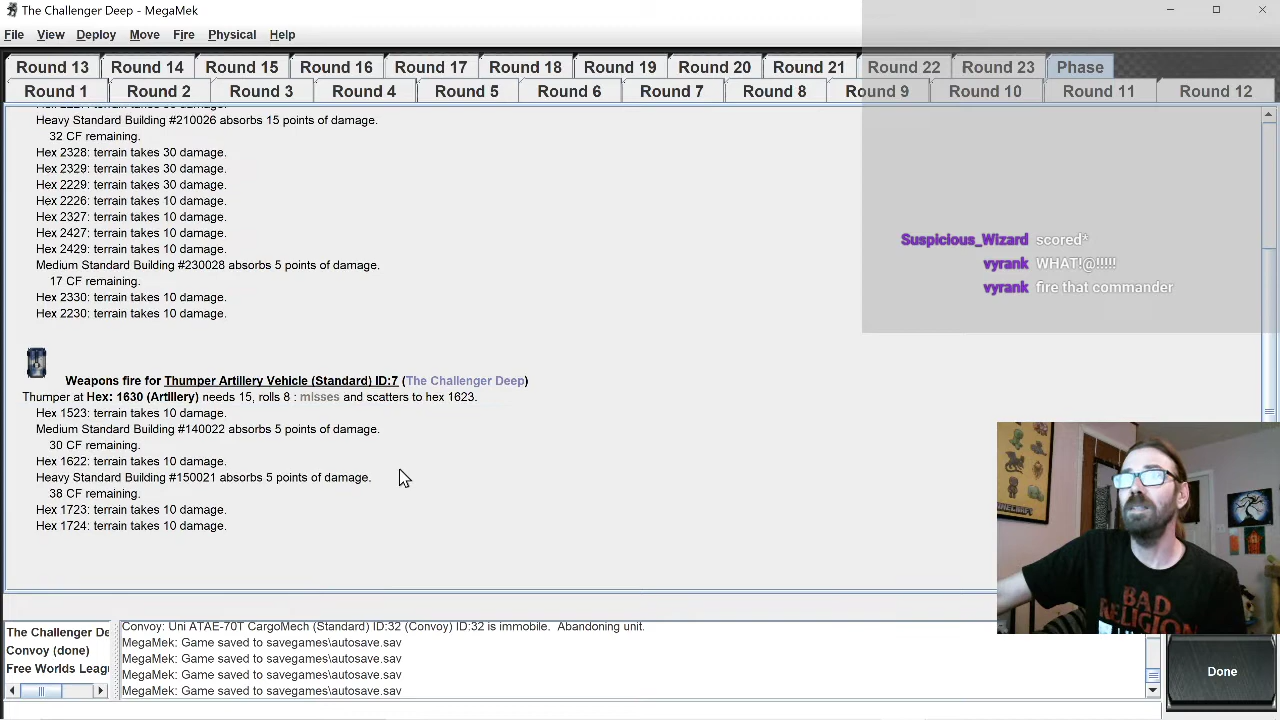 The Challenger Deep - MegaMek
File View Deploy Move Fire Physical Help
Round 13 Round 14 Round 15 Round 16 Round 17 Round 18 Round 19 Round 20 Round 21 Round 22 Round 23 Phase
Round 1 Round 2 Round 3 Round 4 Round 5 Round 6 Round 7 Round 8 Round 9 Round 10 Round 11 Round 12
Heavy Standard Building #210026 absorbs 15 points of damage.
32 CF remaining.
Hex 2328: terrain takes 30 damage.
Hex 2329: terrain takes 30 damage.
Hex 2229: terrain takes 30 damage.
Hex 2226: terrain takes 10 damage.
Hex 2327: terrain takes 10 damage.
Hex 2427: terrain takes 10 damage.
Hex 2429: terrain takes 10 damage.
Medium Standard Building #230028 absorbs 5 points of damage.
17 CF remaining.
Hex 2330: terrain takes 10 damage.
Hex 2230: terrain takes 10 damage.
Suspicious_Wizard scored*
vyrank WHAT!@!!!!!
vyrank fire that commander
Weapons fire for Thumper Artillery Vehicle (Standard) ID:7 (The Challenger Deep)
Thumper at Hex: 1630 (Artllery) needs 15, rolls 8 : misses and scatters to hex 1623.
Hex 1523: terrain takes 10 damage.
Medium Standard Building #140022 absorbs 5 points of damage.
30 CF remaining.
Hex 1622: terrain takes 10 damage.
Heavy Standard Building #150021 absorbs 5 points of damage.
38 CF remaining.
Hex 1723: terrain takes 10 damage.
Hex 1724: terrain takes 10 damage.
MINECRAFT
BAD
RELIGION
The Challenger De
Convoy (done)
Free Worlds Leag
Convoy: Uni ATAE-70T CargoMech (Standard) ID:32 (Convoy) ID:32 is immobile. Abandoning unit.
MegaMek: Game saved to savegames\autosave.sav
MegaMek: Game saved to savegames\autosave.sav
MegaMek: Game saved to savegames\autosave.sav
MegaMek: Game saved to savegames\autosave.sav
Done